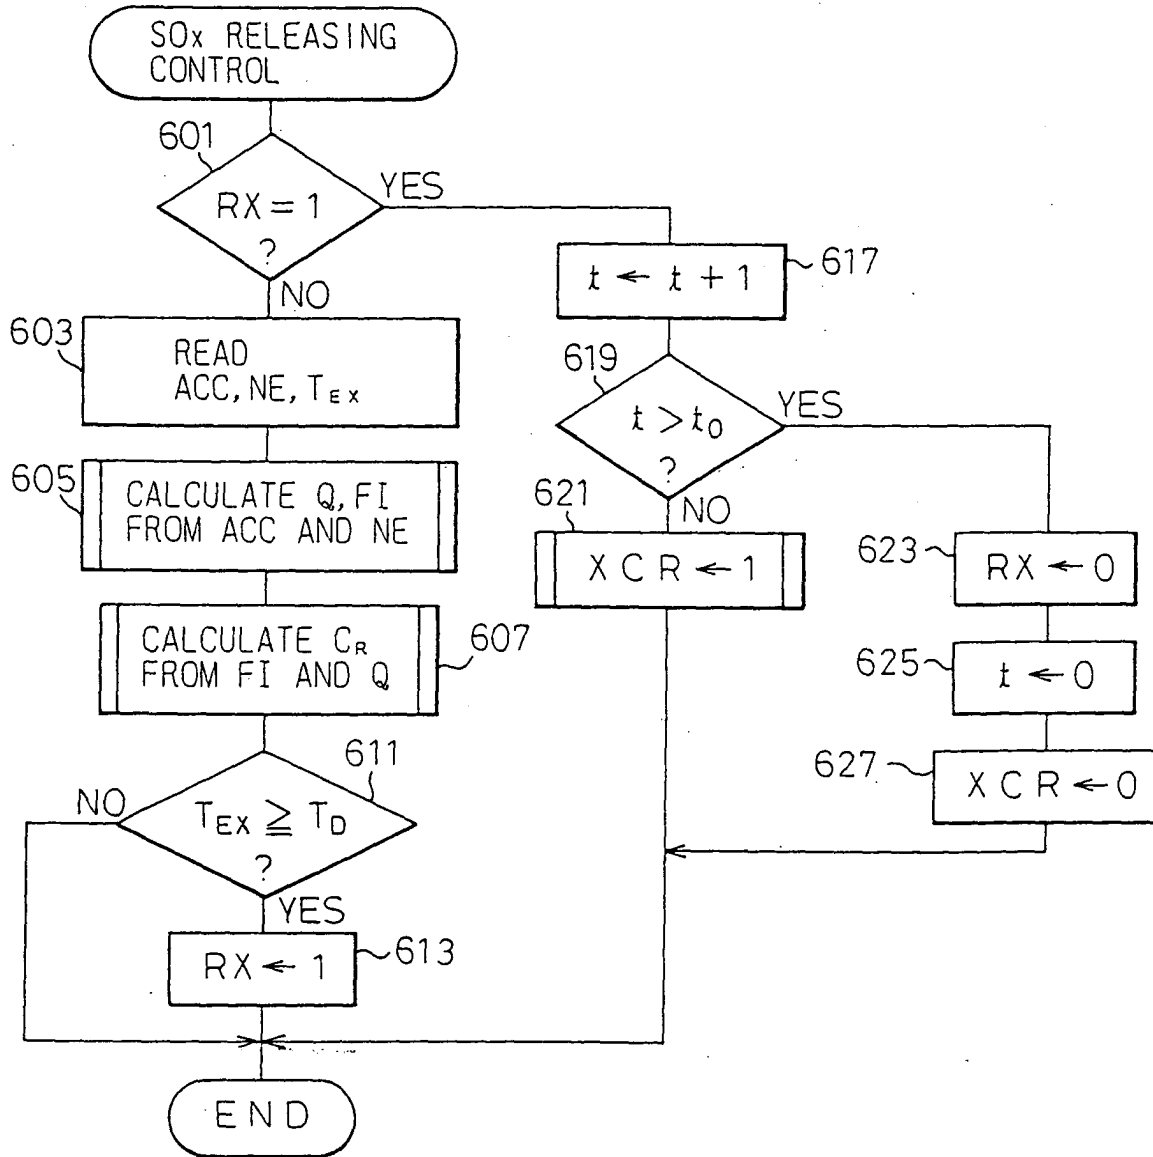 SOx RELEASING
CONTROL
601
RX = 1
?
YES
NO
603
READ
ACC, NE, TEX
605
CALCULATE Q, FI
FROM ACC AND NE
CALCULATE CR
FROM FI AND Q
607
611
TEX ≧ TD
?
NO
YES
RX ← 1
613
t ← t + 1
617
619
t > t0
?
YES
NO
621
X C R ← 1
623
RX ← 0
625
t ← 0
627
X C R ← 0
END